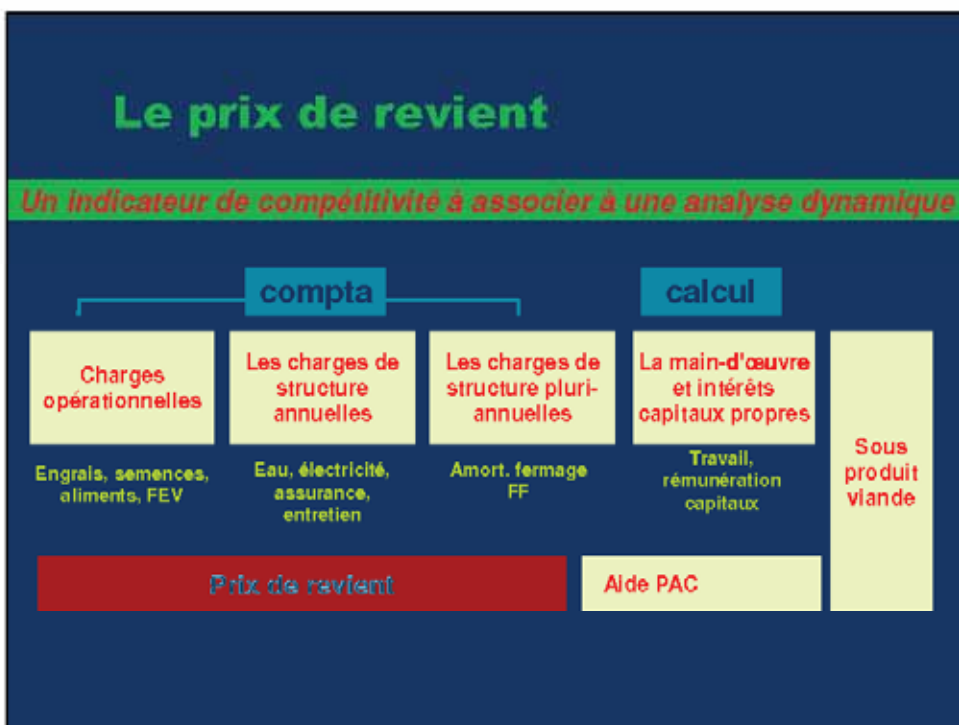 Le prix de revient
Un indicateur de compétitivité à associer à une analyse dynamique
compta
calcul
Charges
opérationnelles
Les charges de
structure
annuelles
Les charges de
structure pluri-
annuelles
La main-d'œuvre
et intérêts
capitaux propres
Sous
produit
viande
Engrais, semences,
aliments, FEV
Eau, électricité,
assurance,
entretien
Amort. fermage
FF
Travail,
rémunération
capitaux
Prix de revient
Aide PAC